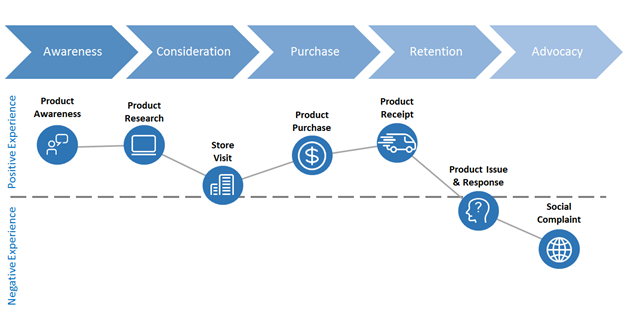 Awareness
Consideration
Purchase
Retention
Advocacy
Positive Experience
Negative Experience
Product
Awareness
Product
Research
Store
Visit
Product
Purchase
$
Product
Receipt
Product Issue
& Response
?
Social
Complaint